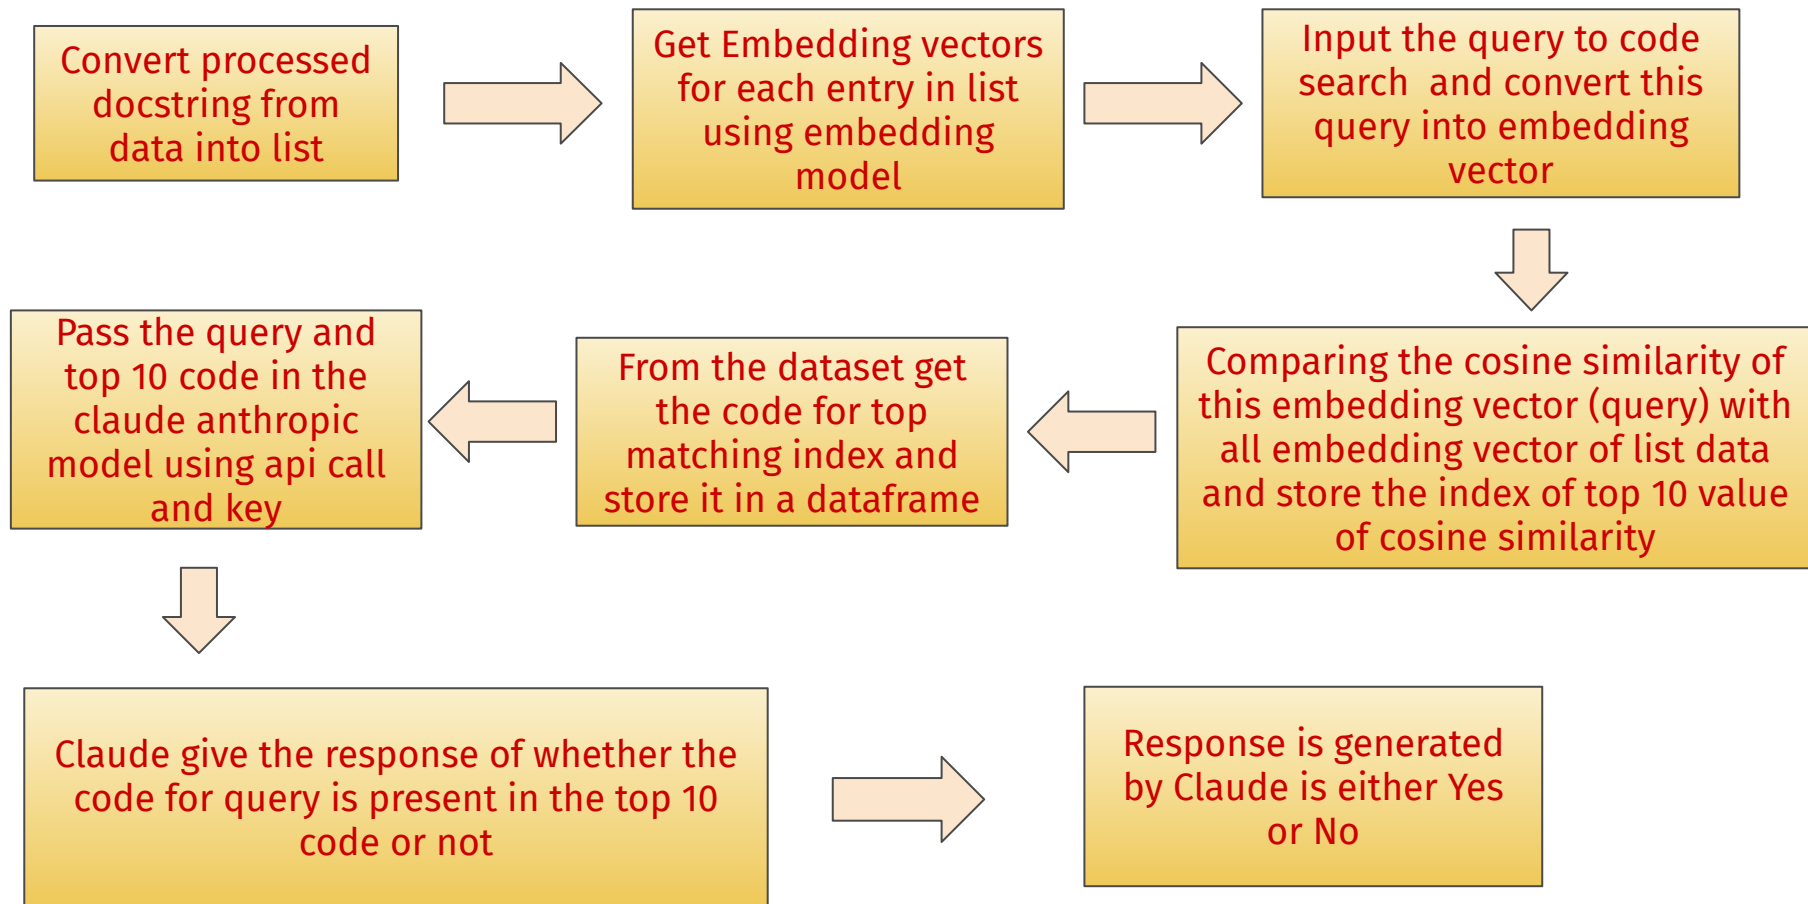 Convert processed
docstring from
data into list
Get Embedding vectors
for each entry in list
using embedding
model
Input the query to code
search and convert this
query into embedding
vector
Comparing the cosine similarity of
this embedding vector (query) with
all embedding vector of list data
and store the index of top 10 value
of cosine similarity
From the dataset get
the code for top
matching index and
store it in a dataframe
Pass the query and
top 10 code in the
claude anthropic
model using api call
and key
Claude give the response of whether the
code for query is present in the top 10
code or not
Response is generated
by Claude is either Yes
or No